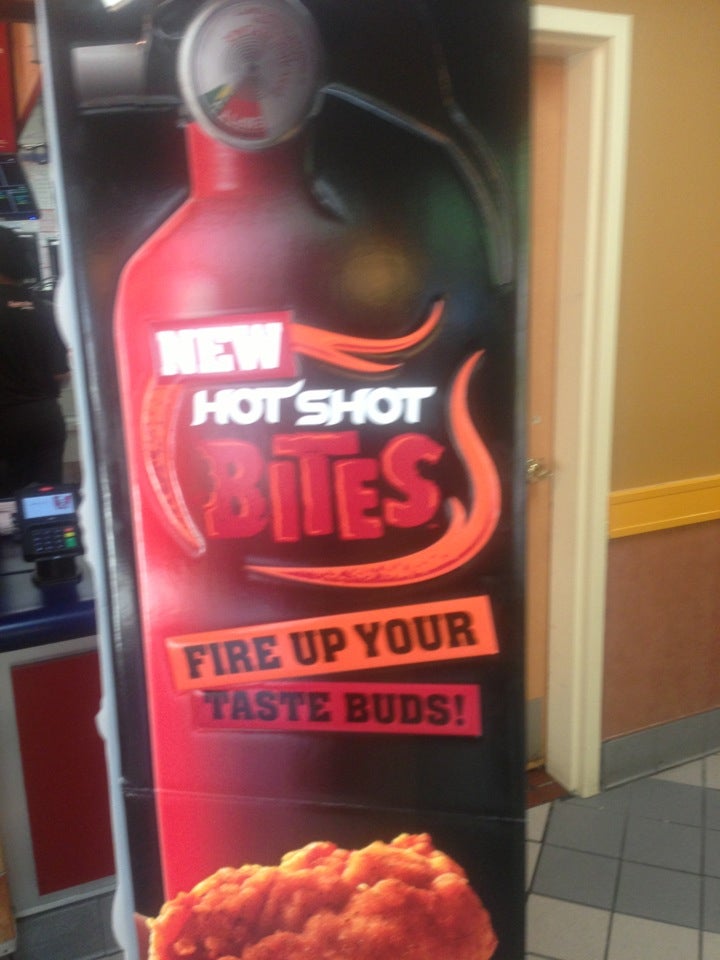 NEW
HOT SHOT
BITES
FIRE UP YOUR
TASTE BUDS!